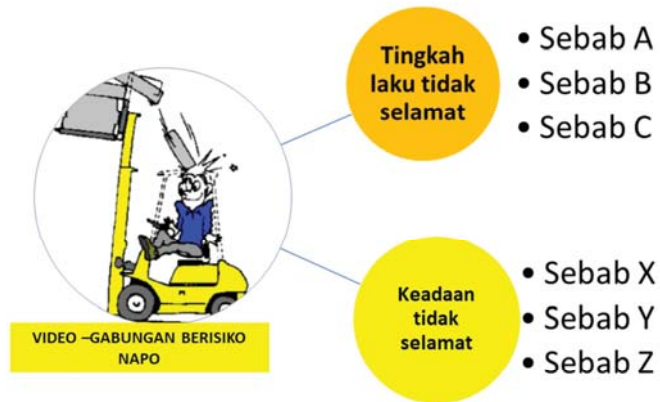 Tingkah
laku tidak
selamat
• Sebab A
• Sebab B
• Sebab C
VIDEO –GABUNGAN BERISIKO
NAPO
Keadaan
tidak
selamat
• Sebab X
• Sebab Y
• Sebab Z